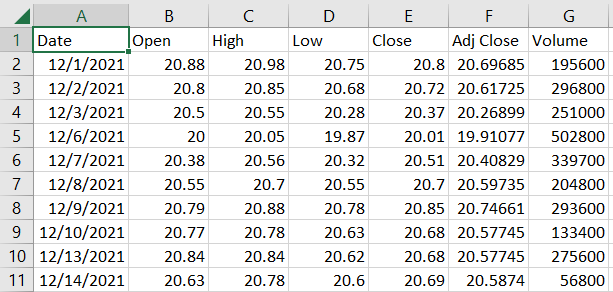 A B C D E F G
1 Date Open High Low Close Adj Close Volume
2 12/1/2021 20.88 20.98 20.75 20.8 20.69685 195600
3 12/2/2021 20.8 20.85 20.68 20.72 20.61725 296800
4 12/3/2021 20.5 20.55 20.28 20.37 20.26899 251000
5 12/6/2021 20 20.05 19.87 20.01 19.91077 502800
6 12/7/2021 20.38 20.56 20.32 20.51 20.40829 339700
7 12/8/2021 20.55 20.7 20.55 20.7 20.59735 204800
8 12/9/2021 20.79 20.88 20.78 20.85 20.74661 293600
9 12/10/2021 20.77 20.78 20.63 20.68 20.57745 133400
10 12/13/2021 20.84 20.84 20.62 20.68 20.57745 275600
11 12/14/2021 20.63 20.78 20.6 20.69 20.5874 56800